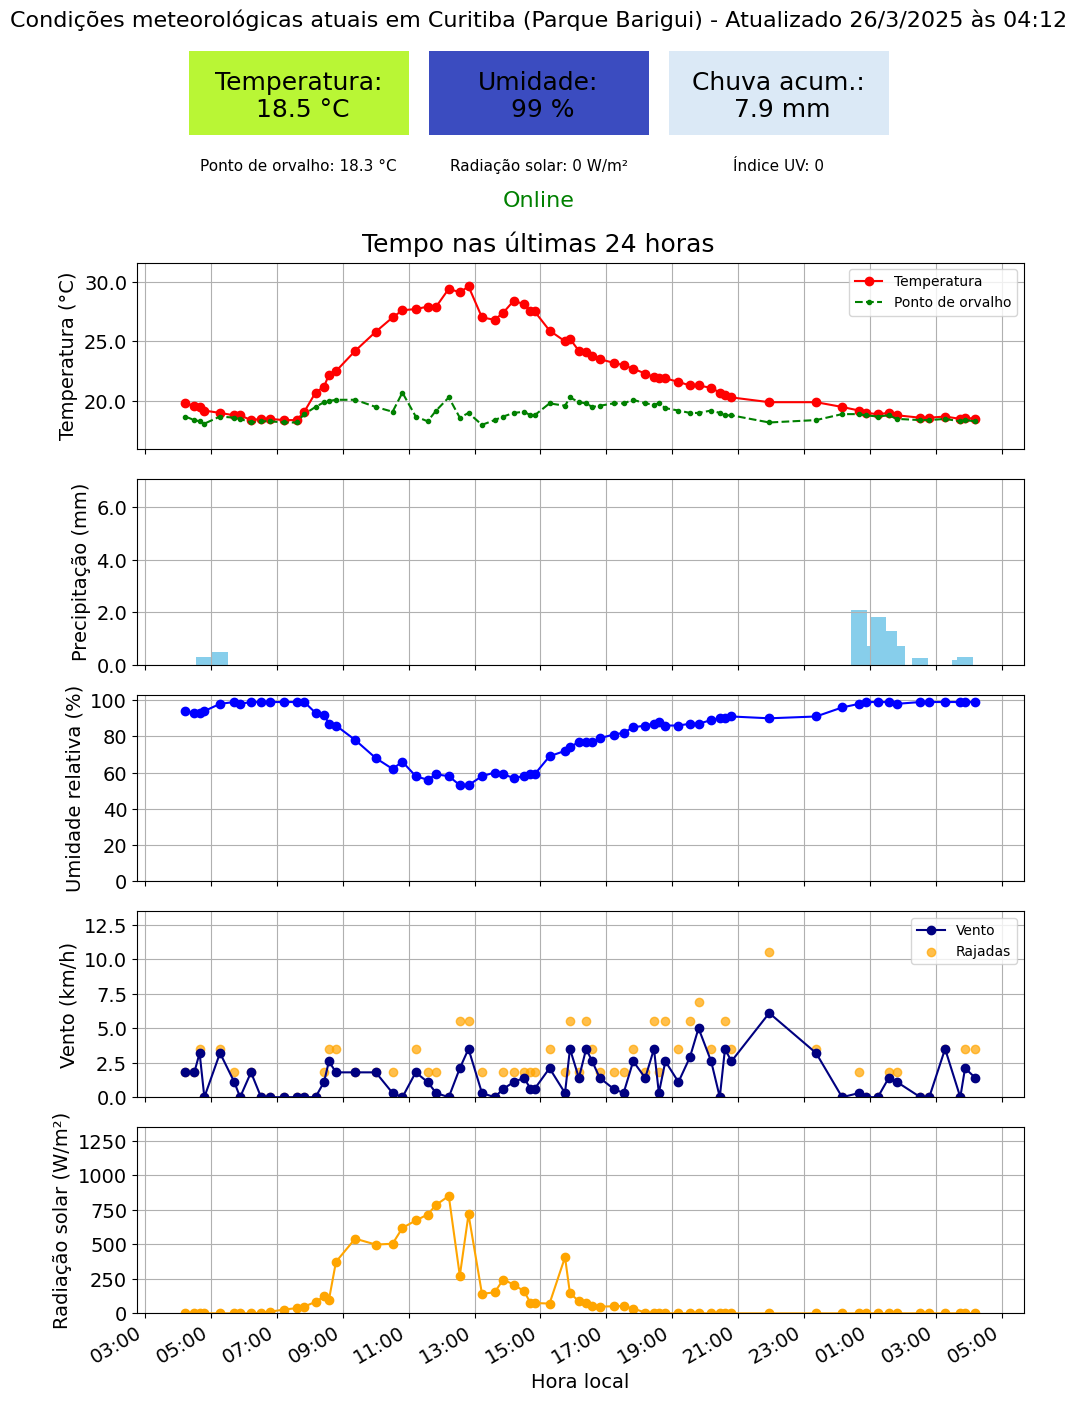 Condições meteorológicas atuais em Curitiba (Parque Barigui) - Atualizado 26/3/2025 às 04:12
Temperatura:
18.5 °C
Umidade:
99 %
Chuva acum.:
7.9 mm
Ponto de orvalho: 18.3 °C
Radiação solar: 0 W/m²
Índice UV: 0
Online
Tempo nas últimas 24 horas
Temperatura (°C)
30.0
25.0
20.0
Temperatura
Ponto de orvalho
Precipitação (mm)
6.0
4.0
2.0
0.0
Umidade relativa (%)
100
80
60
40
20
0
Vento (km/h)
12.5
10.0
7.5
5.0
2.5
0.0
Vento
Rajadas
Radiação solar (W/m²)
1250
1000
750
500
250
0
03:00
05:00
07:00
09:00
11:00
13:00
15:00
17:00
19:00
21:00
23:00
01:00
03:00
05:00
Hora local